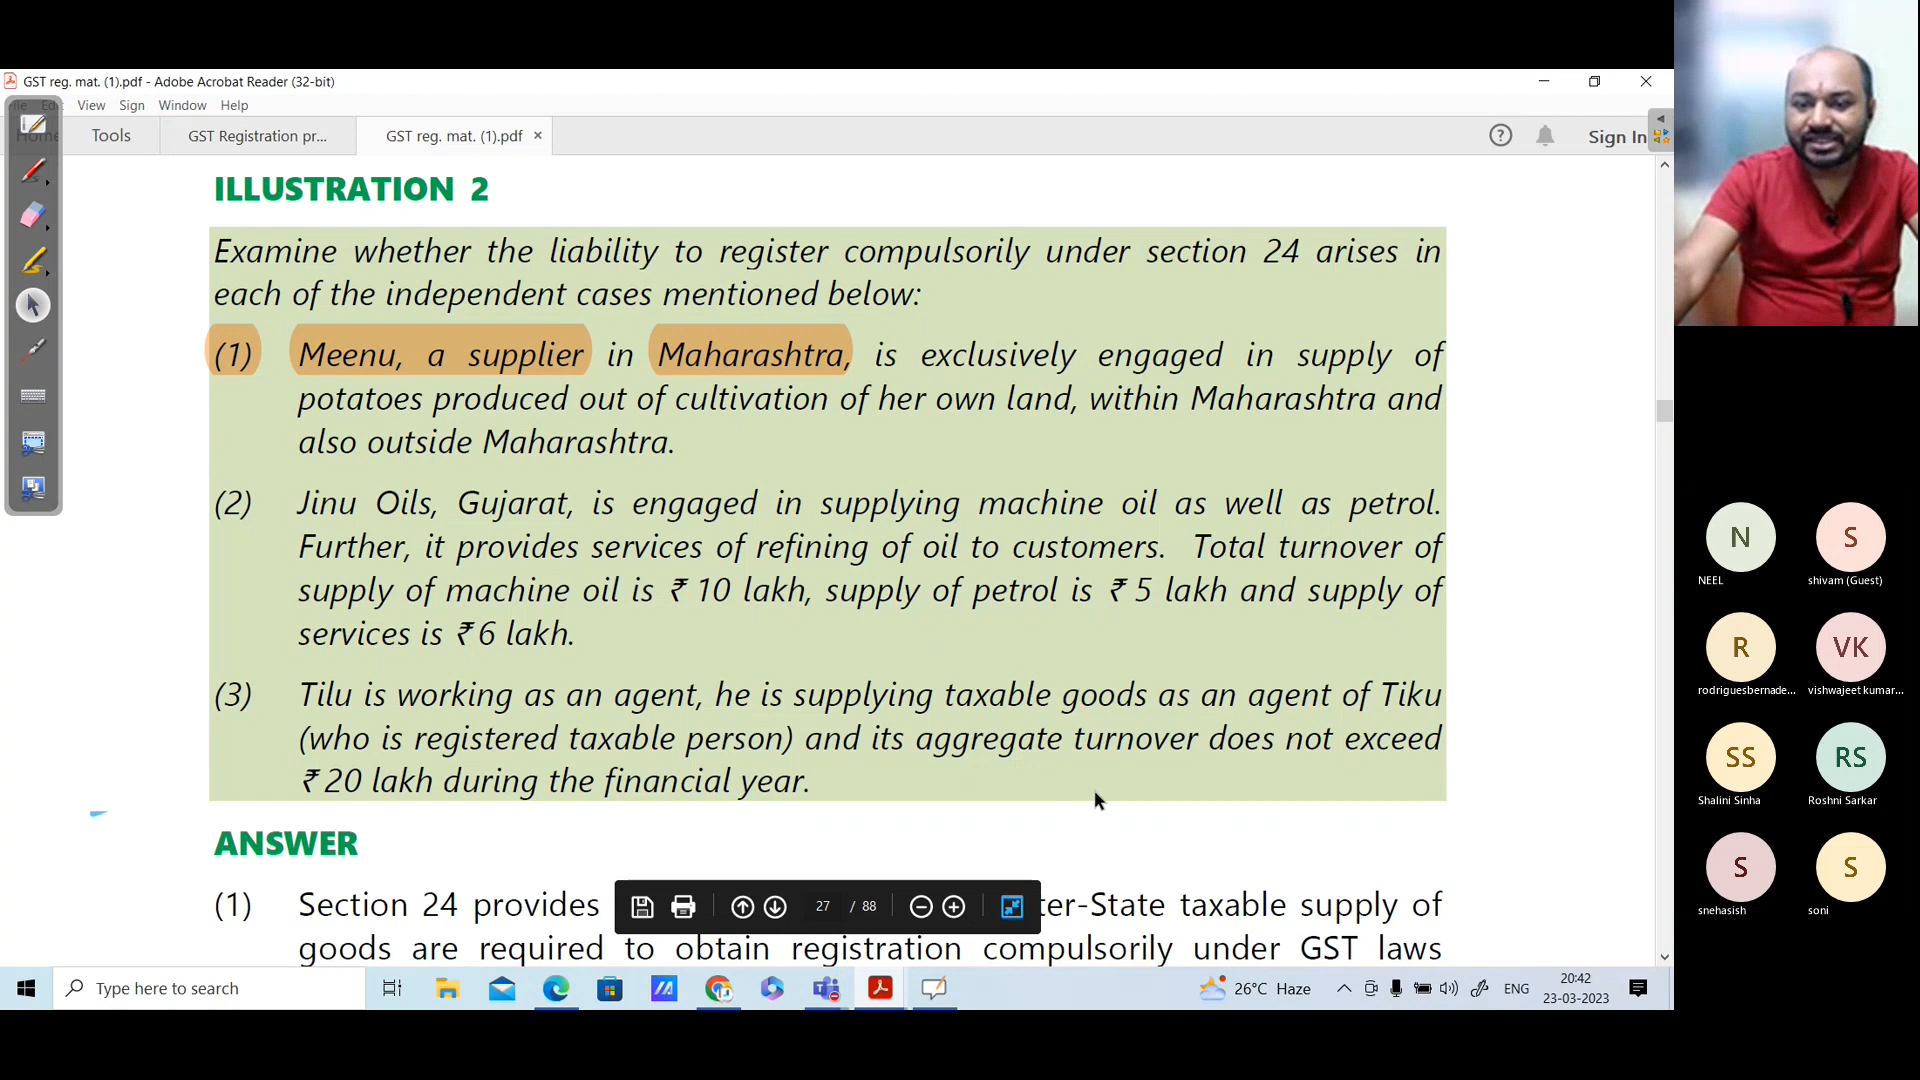 GST reg. mat. (1).pdf - Adobe Acrobat Reader (32-bit)
View Sign Window Help
Tools GST Registration pr... GST reg. mat. (1).pdf × Sign In
ILLUSTRATION 2
Examine whether the liability to register compulsorily under section 24 arises in
each of the independent cases mentioned below:
(1) Meenu, a supplier in Maharashtra, is exclusively engaged in supply of
potatoes produced out of cultivation of her own land, within Maharashtra and
also outside Maharashtra.
(2) Jinu Oils, Gujarat, is engaged in supplying machine oil as well as petrol.
Further, it provides services of refining of oil to customers. Total turnover of
supply of machine oil is ₹ 10 lakh, supply of petrol is ₹ 5 lakh and supply of
services is ₹ 6 lakh.
(3) Tilu is working as an agent, he is supplying taxable goods as an agent of Tiku
(who is registered taxable person) and its aggregate turnover does not exceed
₹ 20 lakh during the financial year.
ANSWER
(1) Section 24 provides ter-State taxable supply of
goods are required to obtain registration compulsorily under GST laws
27 / 88
Type here to search
26°C Haze
ENG
20:42
23-03-2023
N S
NEEL shivam (Guest)
R VK
rodriguesbernade... vishwajeet kumar...
SS RS
Shalini Sinha Roshni Sarkar
S S
snehasish soni